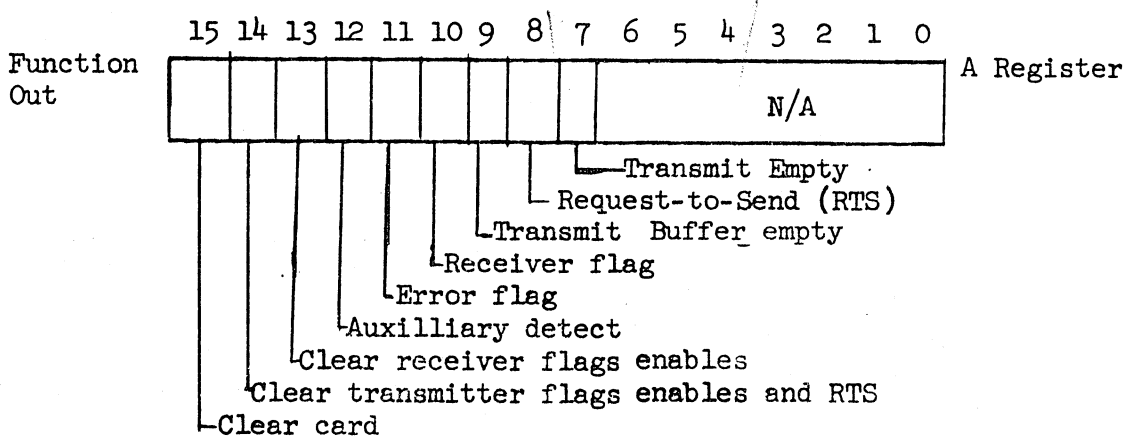 15 14 13 12 11 10 9 8 7 6 5 4 3 2 1 0
Function Out
A Register
N/A
Transmit Empty
Request-to-Send (RTS)
Transmit Buffer empty
Receiver flag
Error flag
Auxilliary detect
Clear receiver flags enables
Clear transmitter flags enables and RTS
Clear card